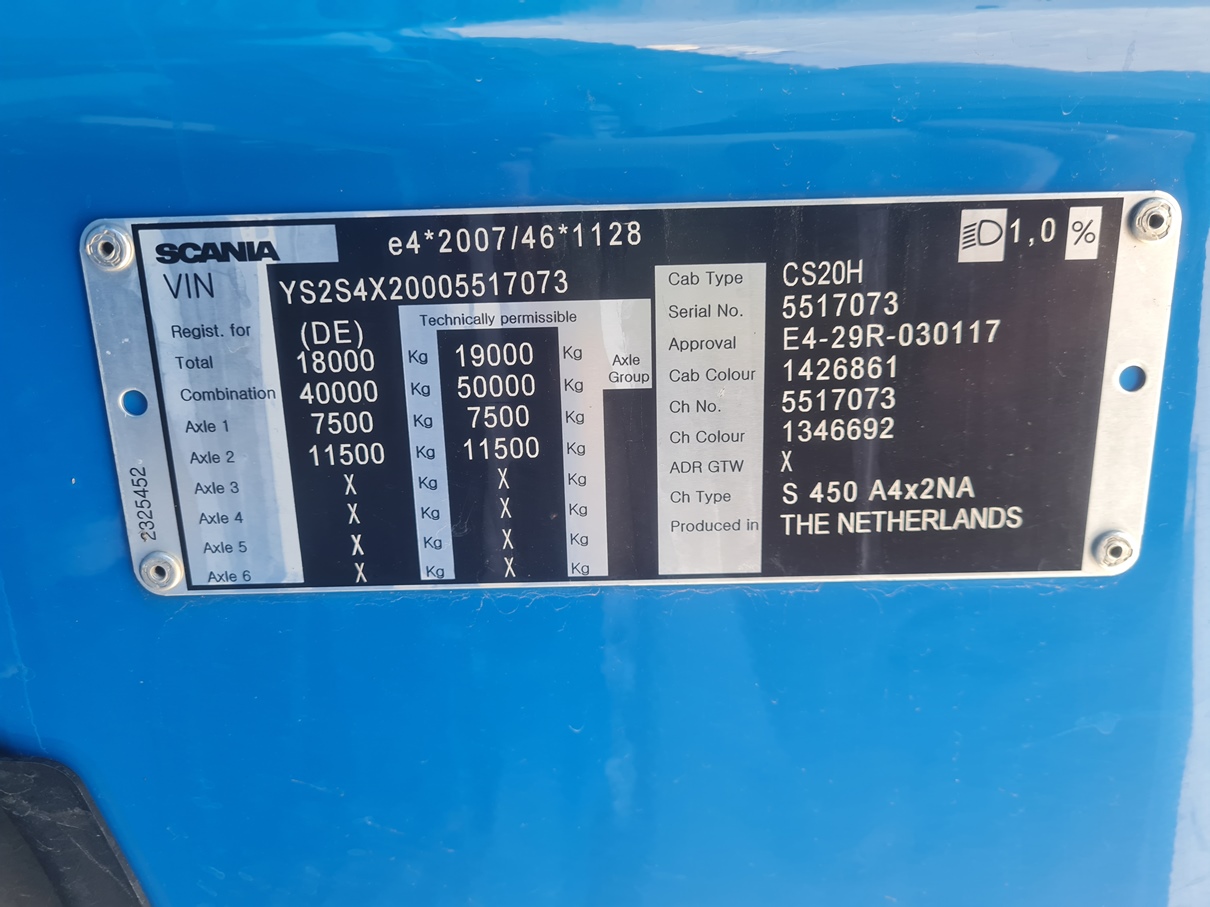 SCANIA e4*2007/46*1128 1,0 %
VIN YS2S4X20005517073
Regist. for (DE) Technically permissible
Total 18000 Kg 19000 Kg Axle Group
Combination 40000 Kg 50000 Kg
Axle 1 7500 Kg 7500 Kg
Axle 2 11500 Kg 11500 Kg
Axle 3 X Kg X Kg
Axle 4 X Kg X Kg
Axle 5 X Kg X Kg
Axle 6 X Kg X Kg
Cab Type CS20H
Serial No. 5517073
Approval E4-29R-030117
Cab Colour 1426861
Ch No. 5517073
Ch Colour 1346692
ADR GTW X
Ch Type S 450 A4x2NA
Produced in THE NETHERLANDS
2325452